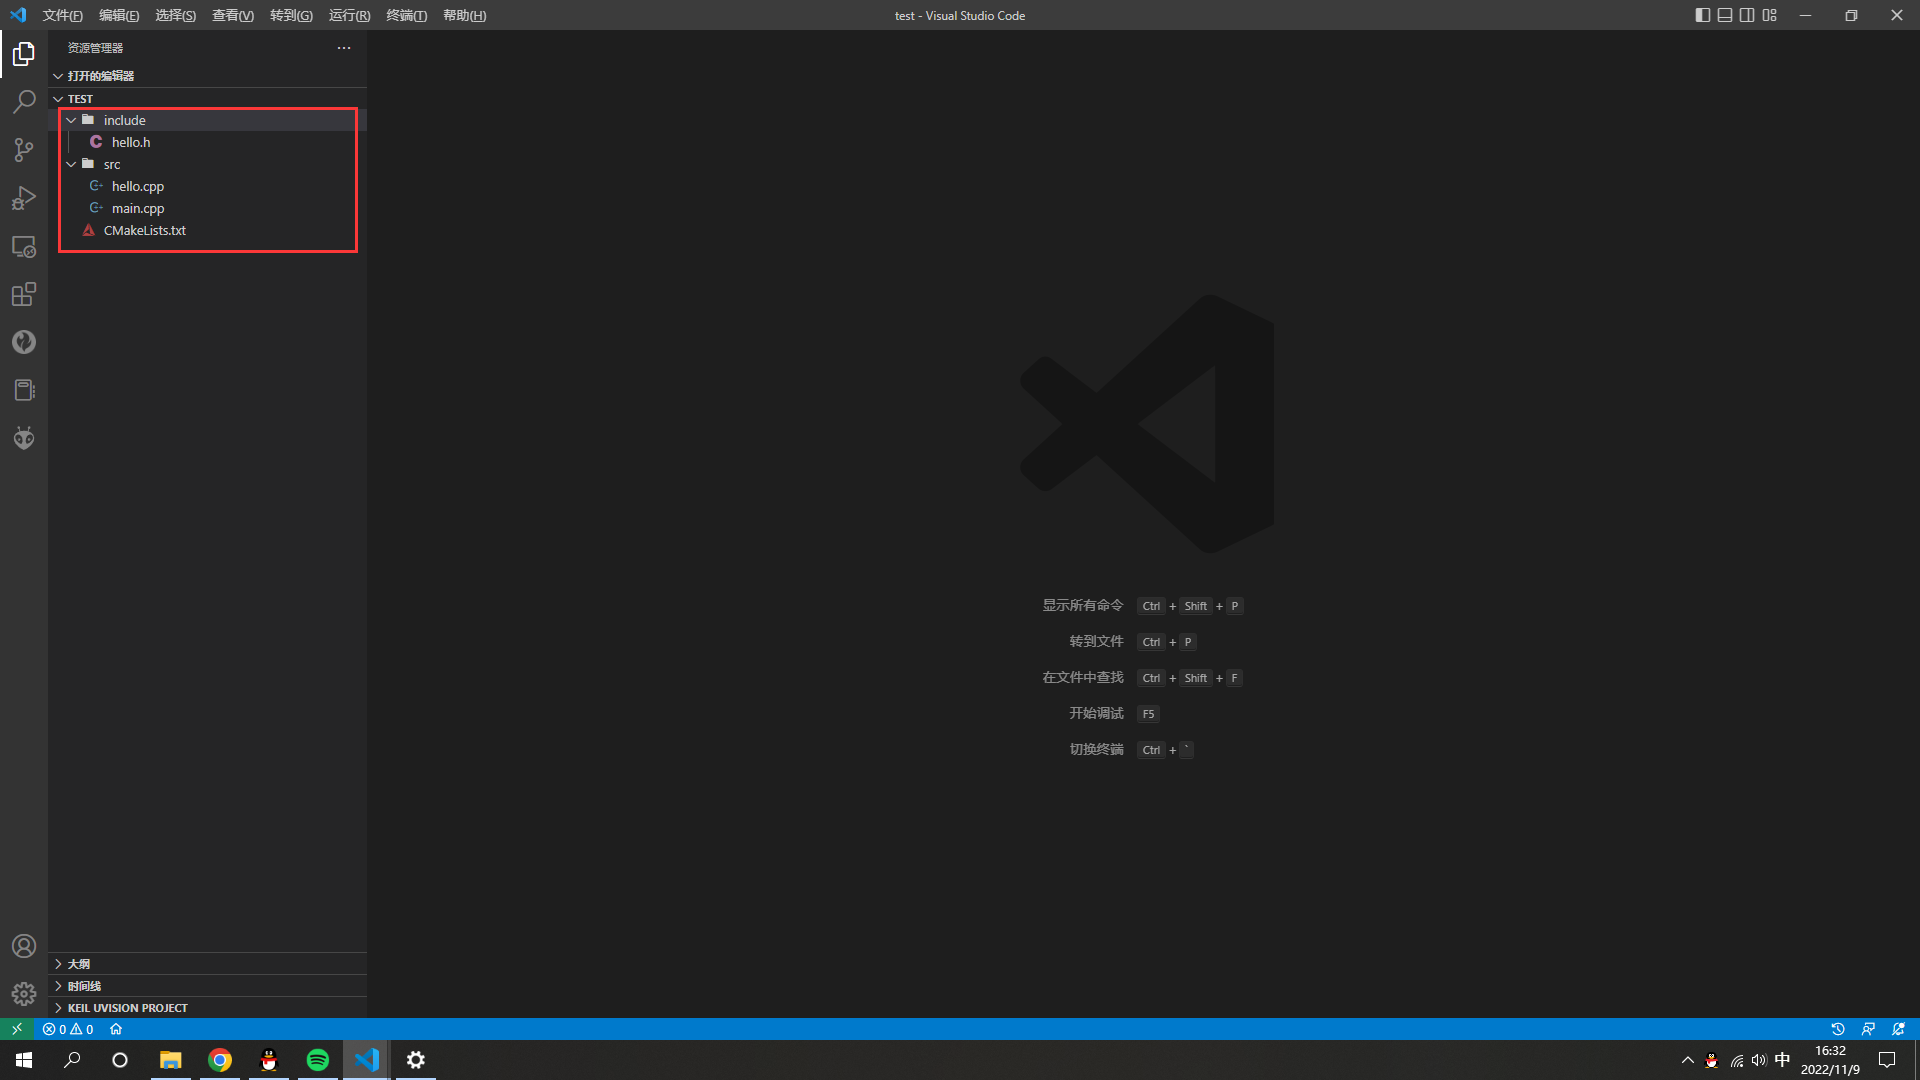 文件(F) 编辑(E) 选择(S) 查看(V) 转到(G) 运行(R) 终端(T) 帮助(H) test - Visual Studio Code
资源管理器
打开的编辑器
TEST
include
hello.h
src
hello.cpp
main.cpp
CMakeLists.txt
显示所有命令 Ctrl + Shift + P
转到文件 Ctrl + P
在文件中查找 Ctrl + Shift + F
开始调试 F5
切换终端 Ctrl + `
大纲
时间线
KEIL UVISION PROJECT
0 0
中 16:32
2022/11/9